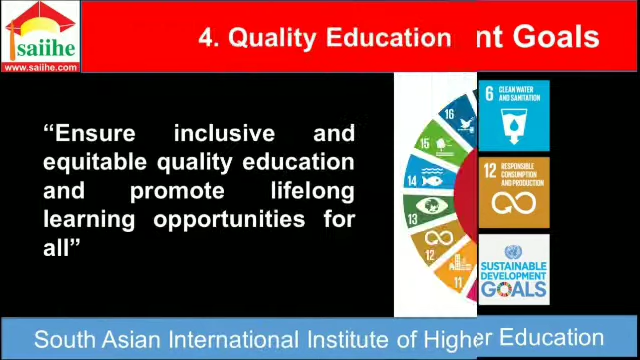 saiihe
www.saiihe.com
4. Quality Education
nt Goals
“Ensure inclusive and
equitable quality education
and promote lifelong
learning opportunities for
all”
16
15
14
13
12
11
6 CLEAN WATER
AND SANITATION
12 RESPONSIBLE
CONSUMPTION
AND PRODUCTION
SUSTAINABLE
DEVELOPMENT
GOALS
South Asian International Institute of Higher Education